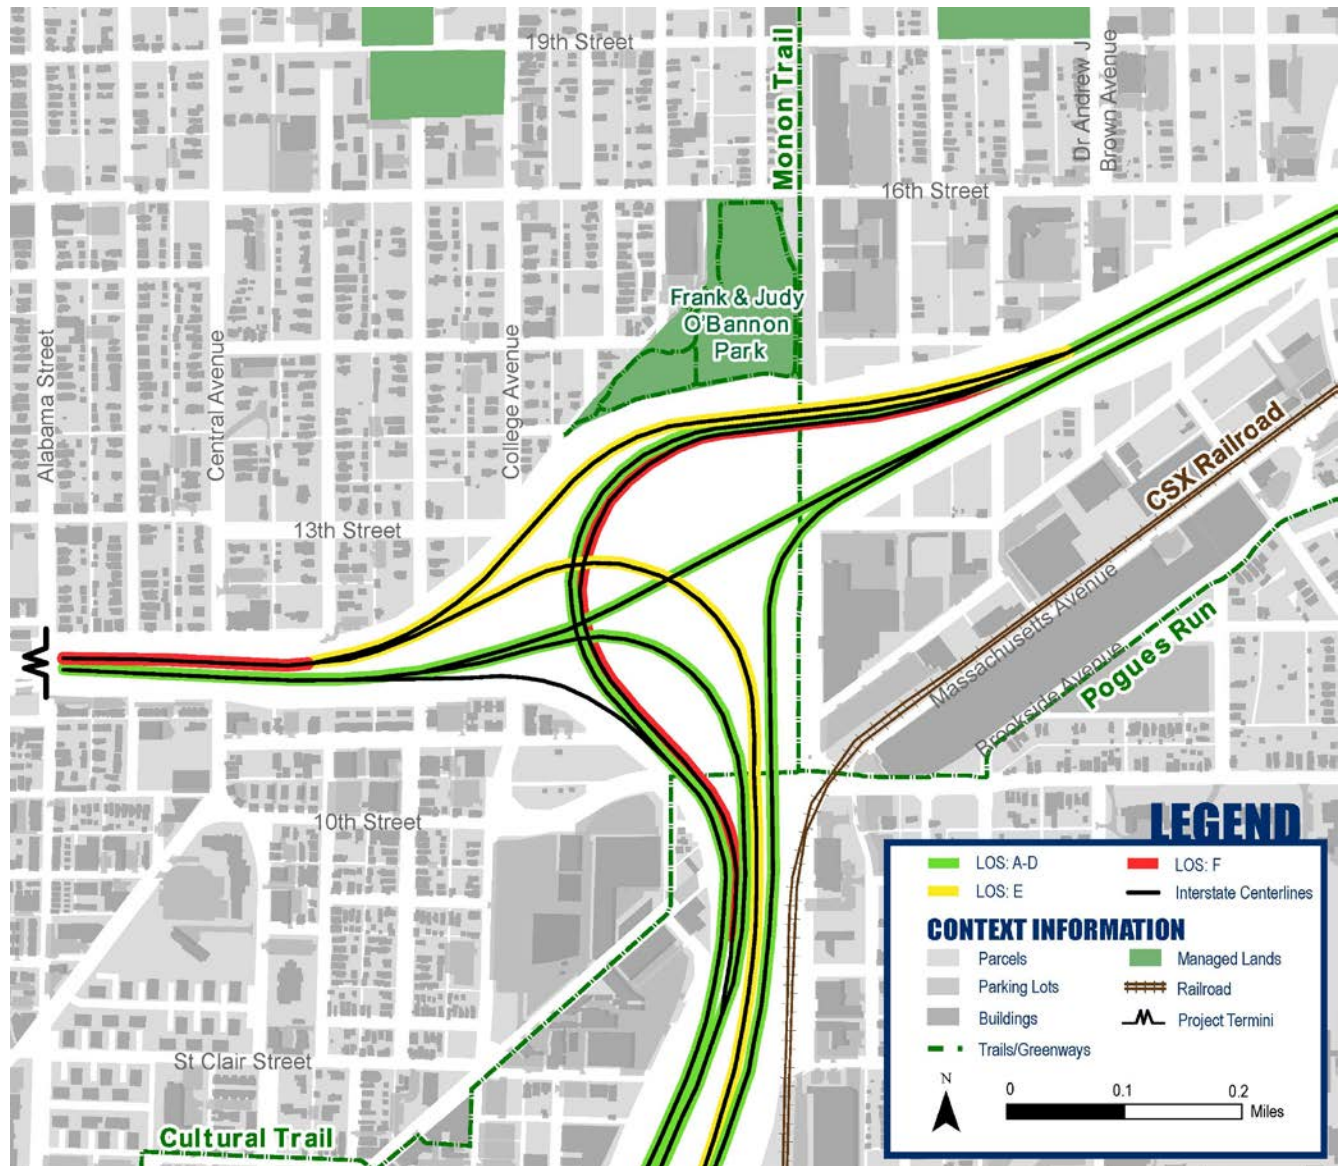 19th Street
Monon Trail
Dr Andrew J
Brown Avenue
16th Street
Frank & Judy
O'Bannon
Park
Alabama Street
Central Avenue
College Avenue
13th Street
CSX Railroad
Massachusetts Avenue
Brookside Avenue
Pogues Run
10th Street
St Clair Street
Cultural Trail
LEGEND
LOS: A-D
LOS: F
LOS: E
Interstate Centerlines
CONTEXT INFORMATION
Parcels
Managed Lands
Parking Lots
Railroad
Buildings
Project Termini
Trails/Greenways
N
0
0.1
0.2
Miles